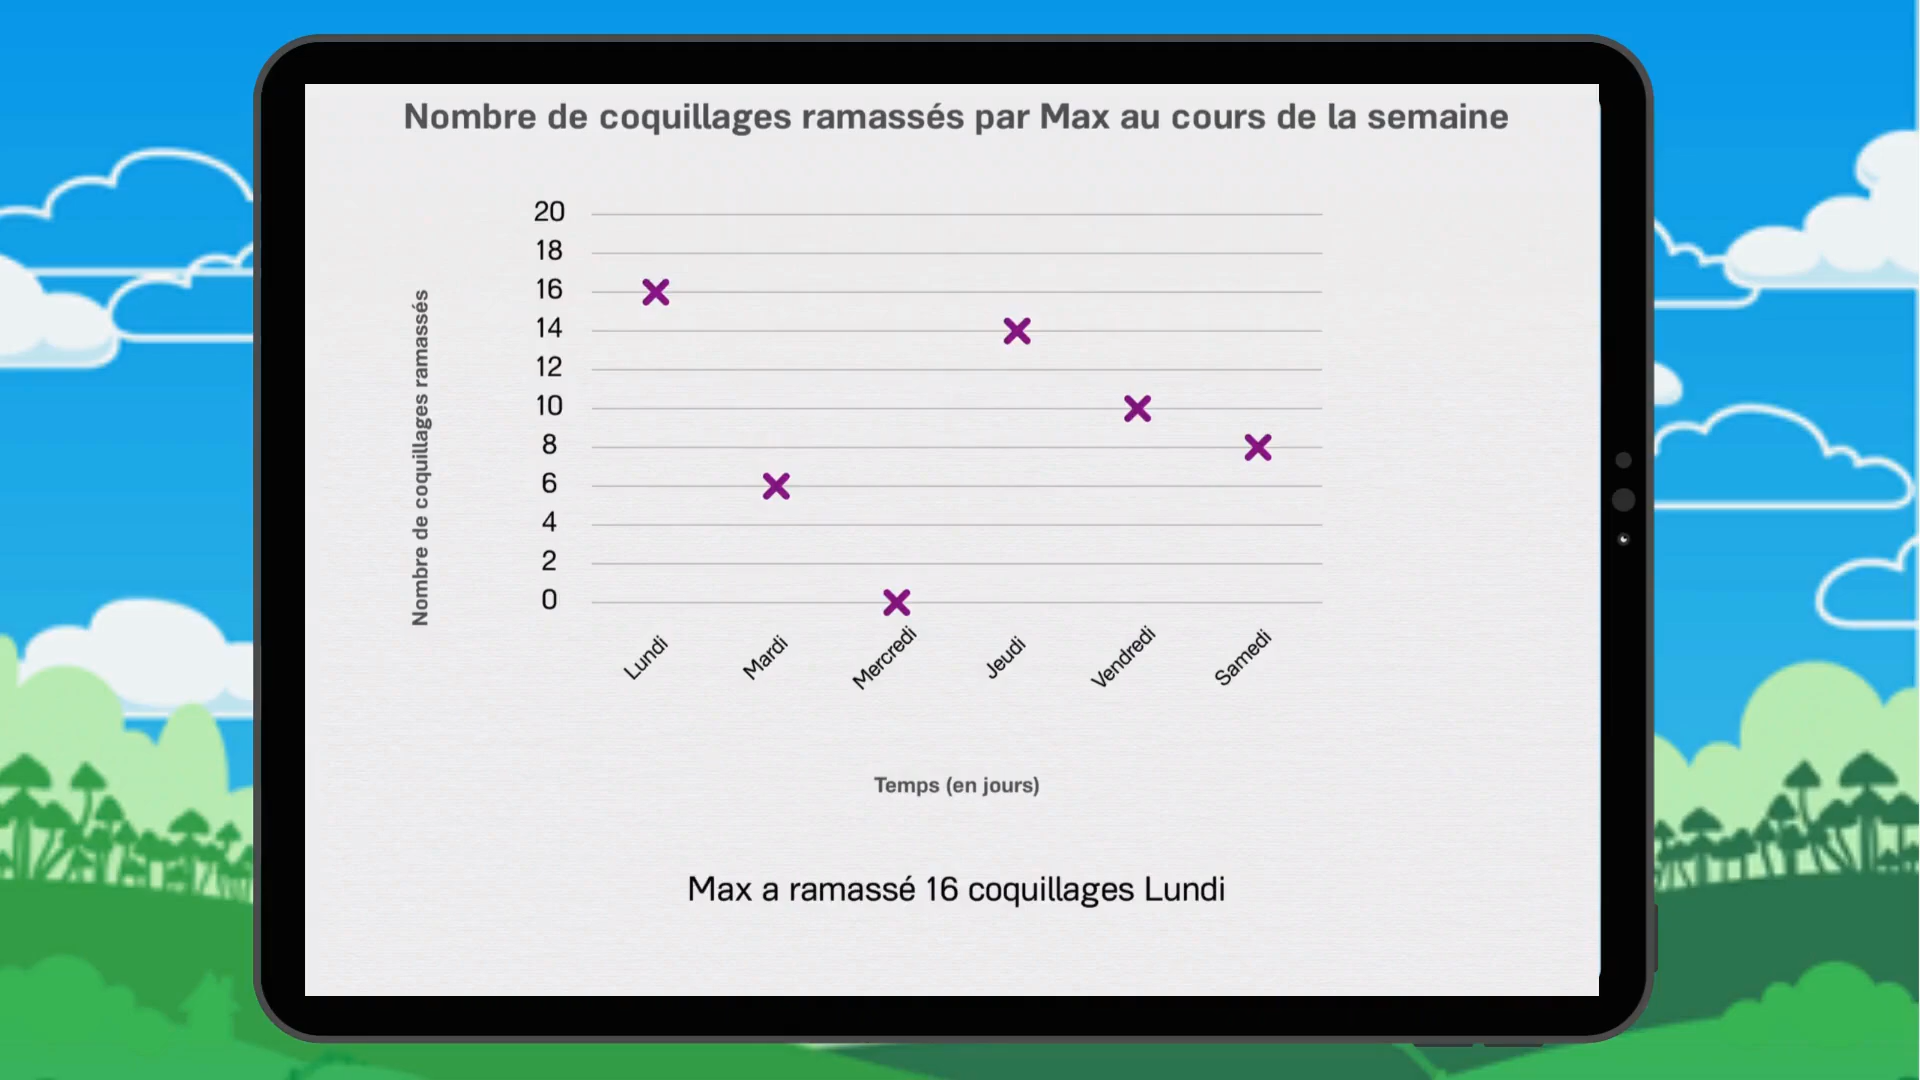 Nombre de coquillages ramassés par Max au cours de la semaine
Nombre de coquillages ramassés
20
18
16
14
12
10
8
6
4
2
0
Lundi
Mardi
Mercredi
Jeudi
Vendredi
Samedi
Temps (en jours)
Max a ramassé 16 coquillages Lundi